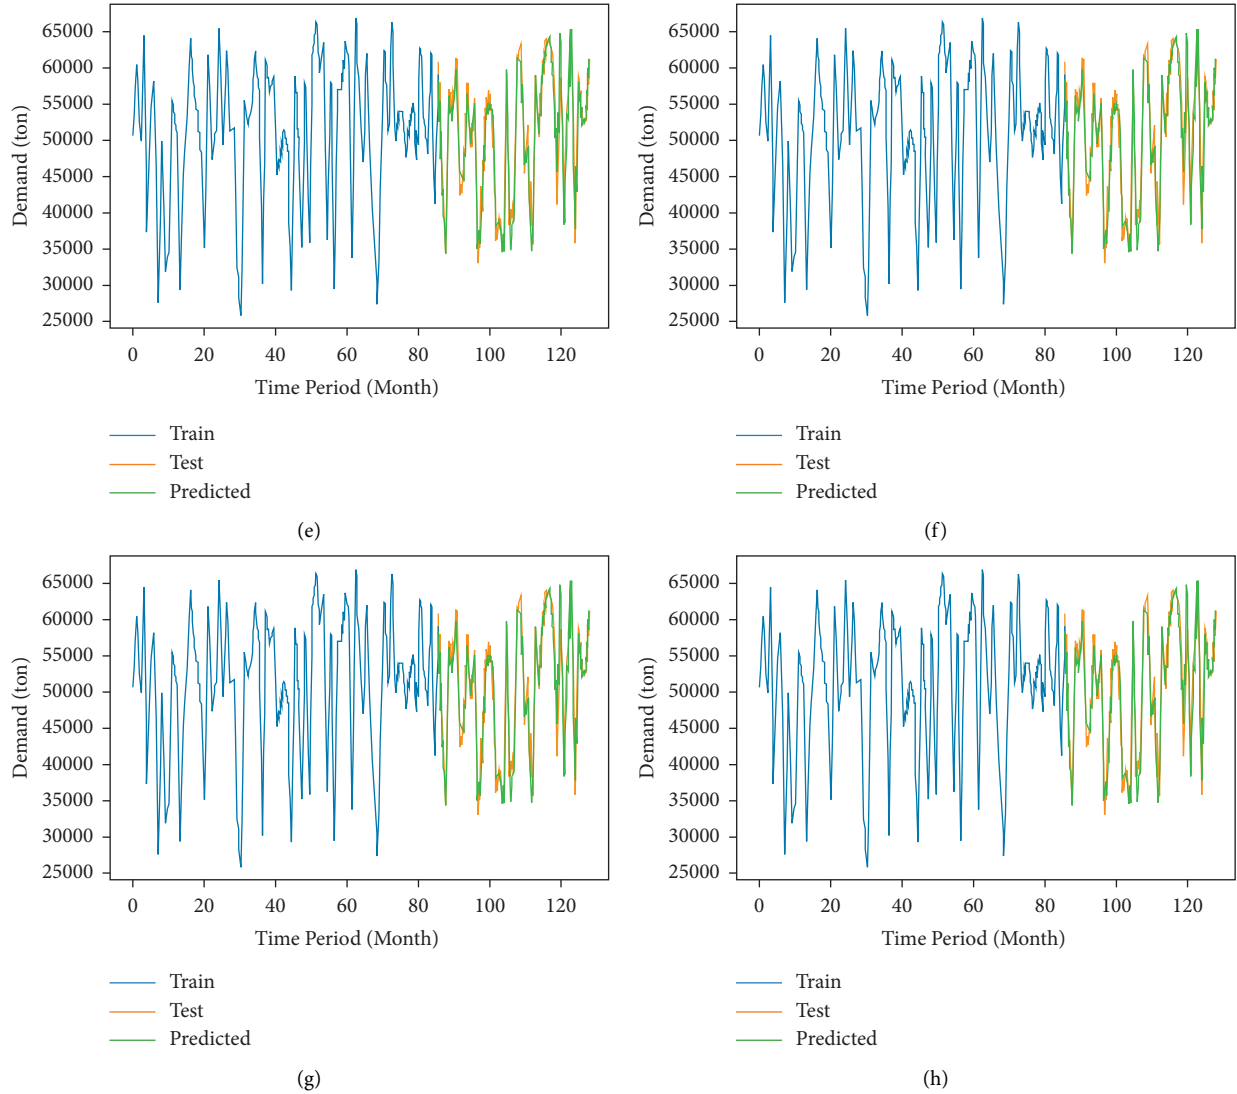 65000
60000
55000
50000
45000
40000
35000
30000
25000
Demand (ton)
0 20 40 60 80 100 120
Time Period (Month)
Train
Test
Predicted
(e)
65000
60000
55000
50000
45000
40000
35000
30000
25000
Demand (ton)
0 20 40 60 80 100 120
Time Period (Month)
Train
Test
Predicted
(f)
65000
60000
55000
50000
45000
40000
35000
30000
25000
Demand (ton)
0 20 40 60 80 100 120
Time Period (Month)
Train
Test
Predicted
(g)
65000
60000
55000
50000
45000
40000
35000
30000
25000
Demand (ton)
0 20 40 60 80 100 120
Time Period (Month)
Train
Test
Predicted
(h)